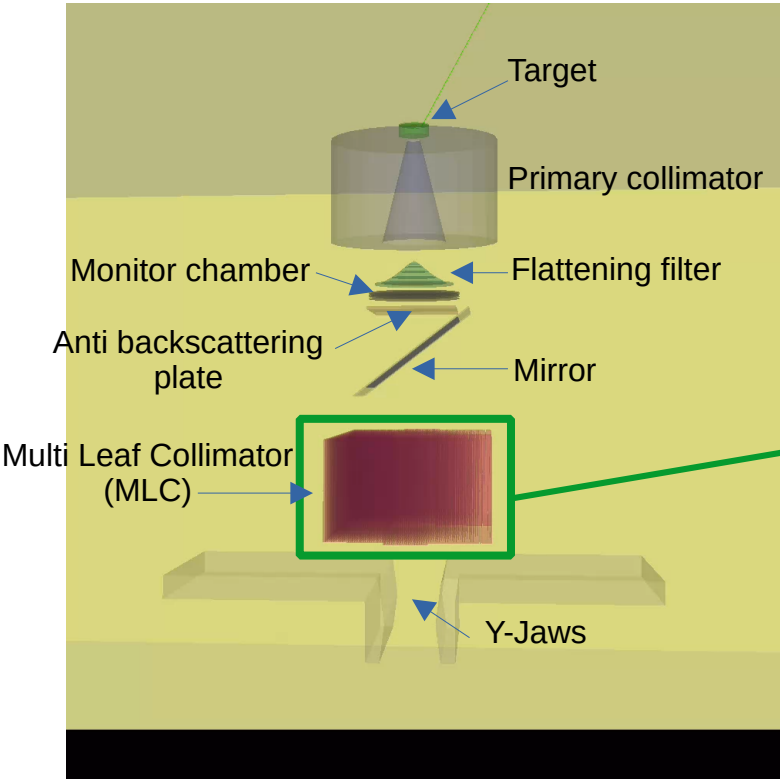 Target
Primary collimator
Monitor chamber
Flattening filter
Anti backscattering
plate
Mirror
Multi Leaf Collimator
(MLC)
Y-Jaws